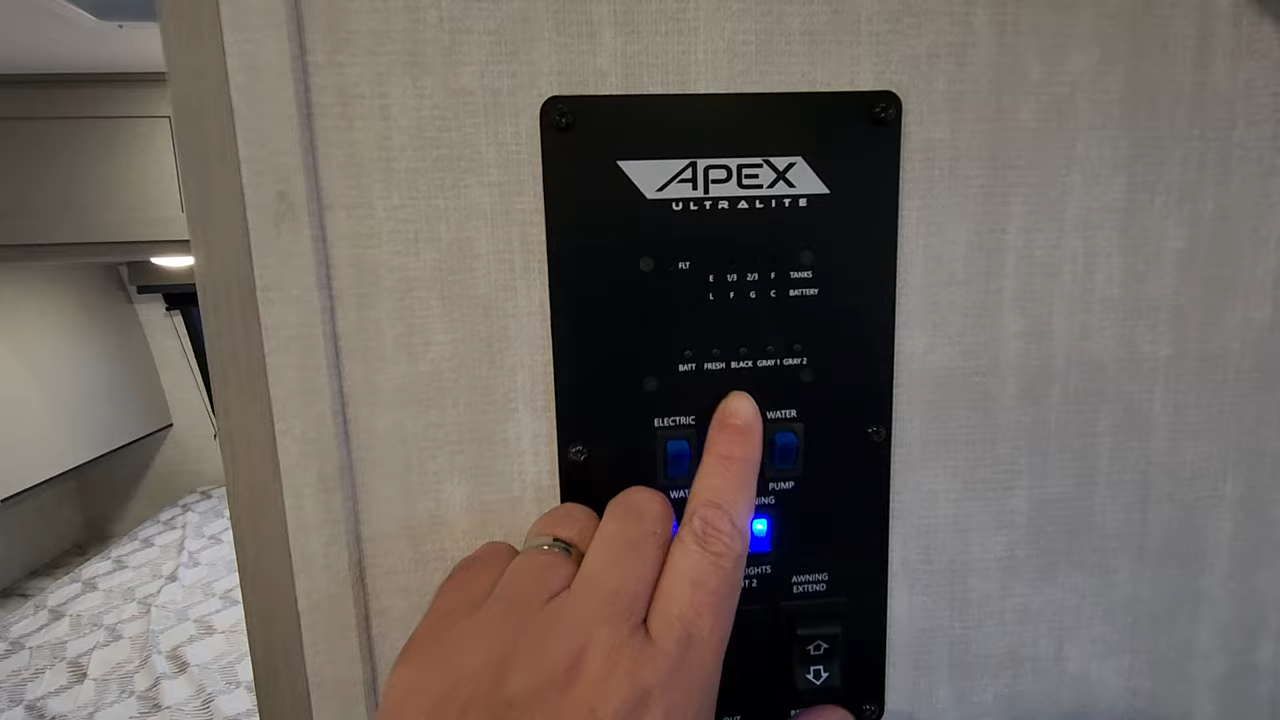 APEX
ULTRALITE
FLT
E 1/3 2/3 F TANKS
L F G C BATTERY
BATT FRESH BLACK GRAY 1 GRAY 2
ELECTRIC WATER
PUMP
AWNING
EXTEND